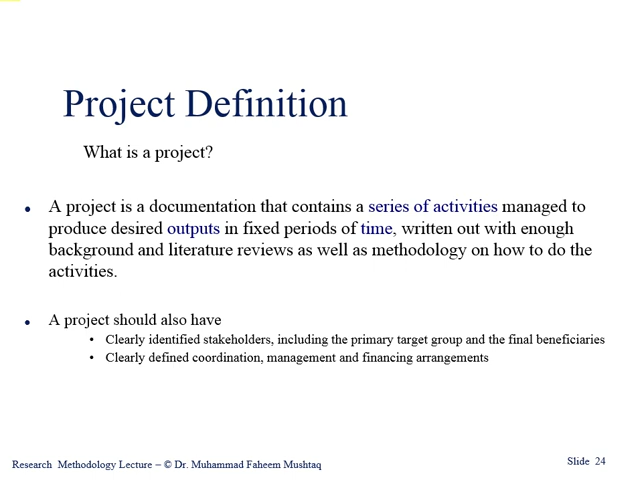 Project Definition
What is a project?
• A project is a documentation that contains a series of activities managed to
produce desired outputs in fixed periods of time, written out with enough
background and literature reviews as well as methodology on how to do the
activities.
• A project should also have
• Clearly identified stakeholders, including the primary target group and the final beneficiaries
• Clearly defined coordination, management and financing arrangements
Research Methodology Lecture – © Dr. Muhammad Faheem Mushtaq
Slide 24